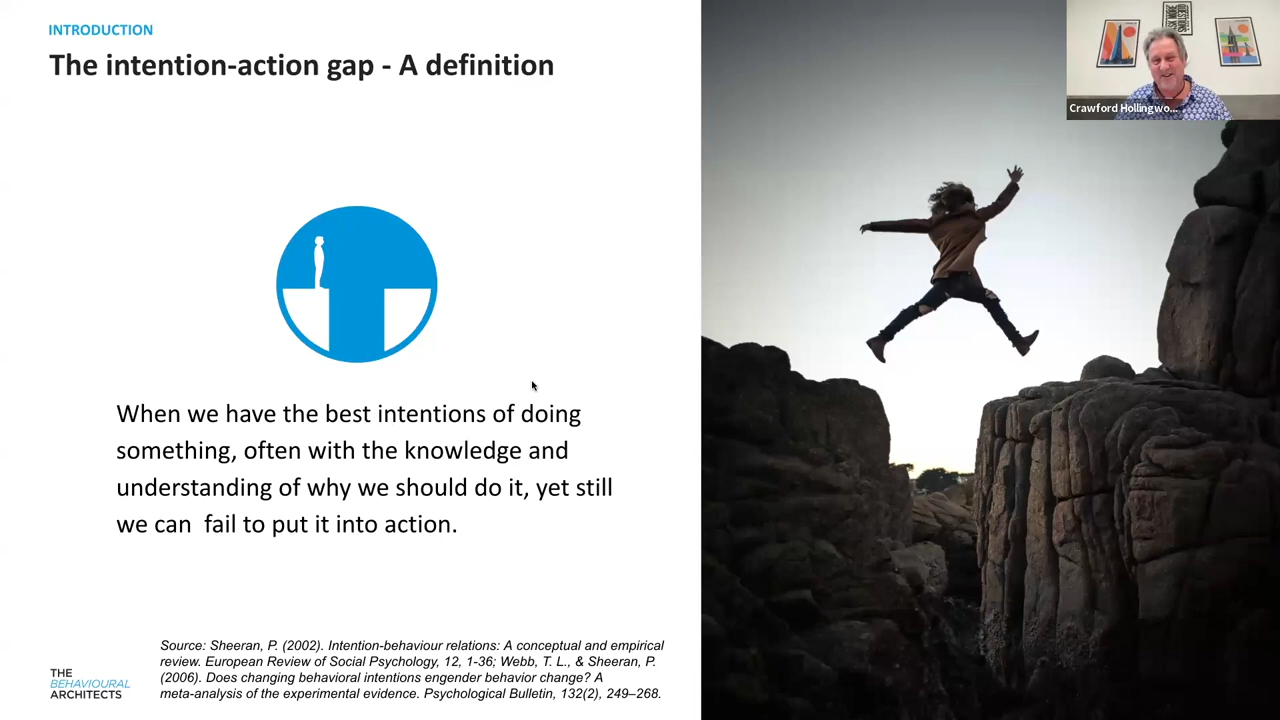 INTRODUCTION
The intention-action gap - A definition
Crawford Hollingwo...
When we have the best intentions of doing
something, often with the knowledge and
understanding of why we should do it, yet still
we can  fail to put it into action.
Source: Sheeran, P. (2002). Intention-behaviour relations: A conceptual and empirical
review. European Review of Social Psychology, 12, 1-36; Webb, T. L., & Sheeran, P.
(2006). Does changing behavioral intentions engender behavior change? A
meta-analysis of the experimental evidence. Psychological Bulletin, 132(2), 249–268.
THE
BEHAVIOURAL
ARCHITECTS